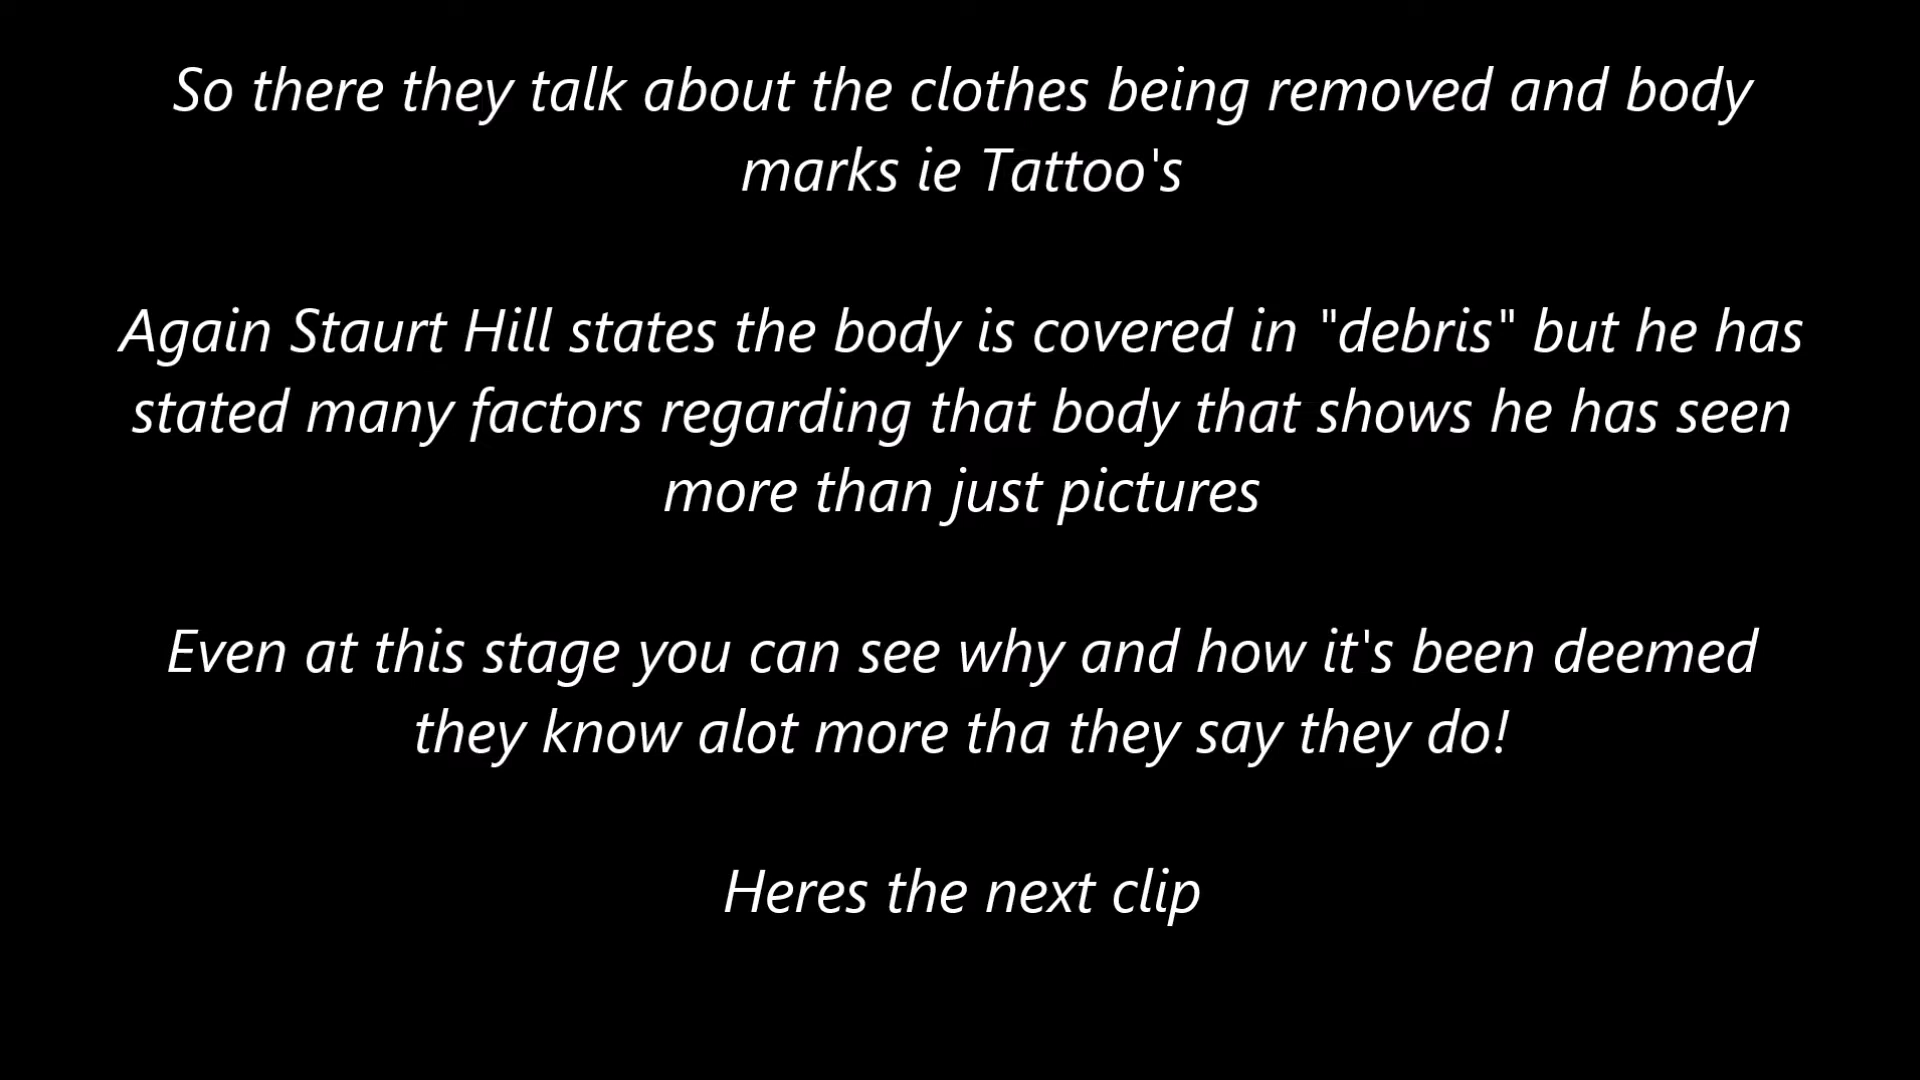 So there they talk about the clothes being removed and body
marks ie Tattoo's
Again Staurt Hill states the body is covered in "debris" but he has
stated many factors regarding that body that shows he has seen
more than just pictures
Even at this stage you can see why and how it's been deemed
they know alot more tha they say they do!
Heres the next clip